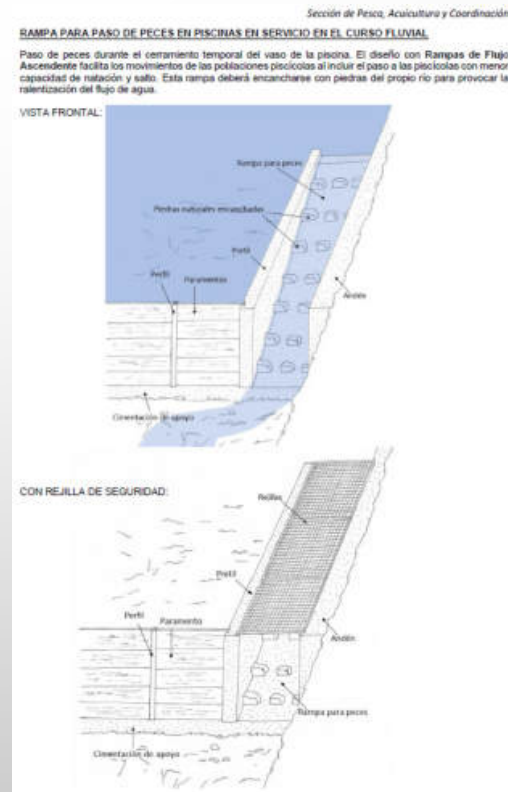 Sección de Pesca, Acuicultura y Coordinación
RAMPA PARA PASO DE PECES EN PISCINAS EN SERVICIO EN EL CURSO FLUVIAL
Paso de peces durante el cerramiento temporal del vaso de la piscina. El diseño con Rampas de Flujo
Ascendente facilita los movimientos de las poblaciones piscícolas al incluir el paso a las piscícolas con menor
capacidad de natación y salto. Esta rampa deberá encancharse con piedras del propio río para provocar la
ralentización del flujo de agua.
VISTA FRONTAL:
Rampa para peces
Piedras naturales encanchadas
Pretil
Perfil
Paramentos
Andén
Cimentación de apoyo
CON REJILLA DE SEGURIDAD:
Rejillas
Pretil
Perfil
Paramento
Andén
Rampa para peces
Cimentación de apoyo